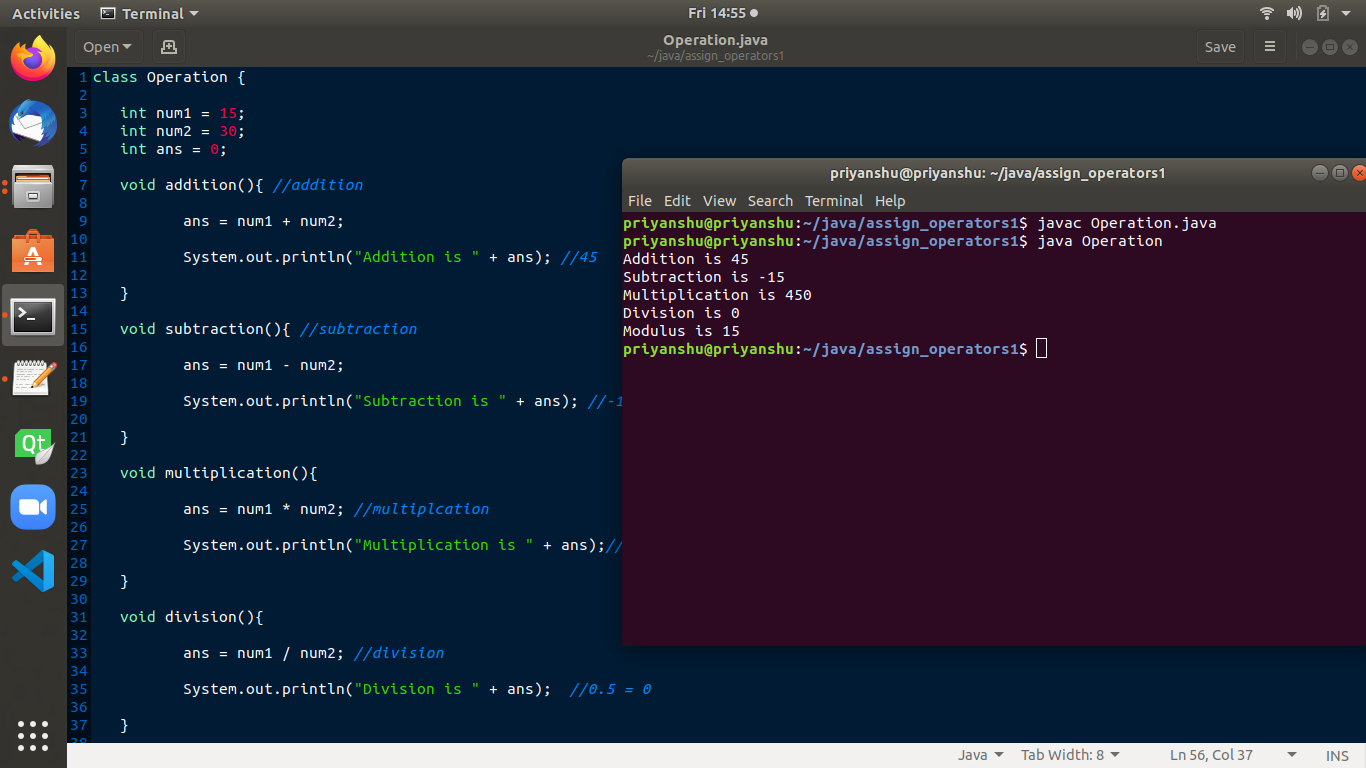 Activities Terminal Fri 14:55
Open Operation.java Save
~/java/assign_operators1
1 class Operation {
2
3 int num1 = 15;
4 int num2 = 30;
5 int ans = 0;
6
7 void addition(){ //addition
8
9 ans = num1 + num2;
10
11 System.out.println("Addition is " + ans); //45
12
13 }
14
15 void subtraction(){ //subtraction
16
17 ans = num1 - num2;
18
19 System.out.println("Subtraction is " + ans); //-1
20
21 }
22
23 void multiplication(){
24
25 ans = num1 * num2; //multiplcation
26
27 System.out.println("Multiplication is " + ans);//
28
29 }
30
31 void division(){
32
33 ans = num1 / num2; //division
34
35 System.out.println("Division is " + ans);  //0.5 = 0
36
37 }
38
priyanshu@priyanshu: ~/java/assign_operators1
File Edit View Search Terminal Help
priyanshu@priyanshu:~/java/assign_operators1$ javac Operation.java
priyanshu@priyanshu:~/java/assign_operators1$ java Operation
Addition is 45
Subtraction is -15
Multiplication is 450
Division is 0
Modulus is 15
priyanshu@priyanshu:~/java/assign_operators1$
Qt
Java Tab Width: 8 Ln 56, Col 37 INS